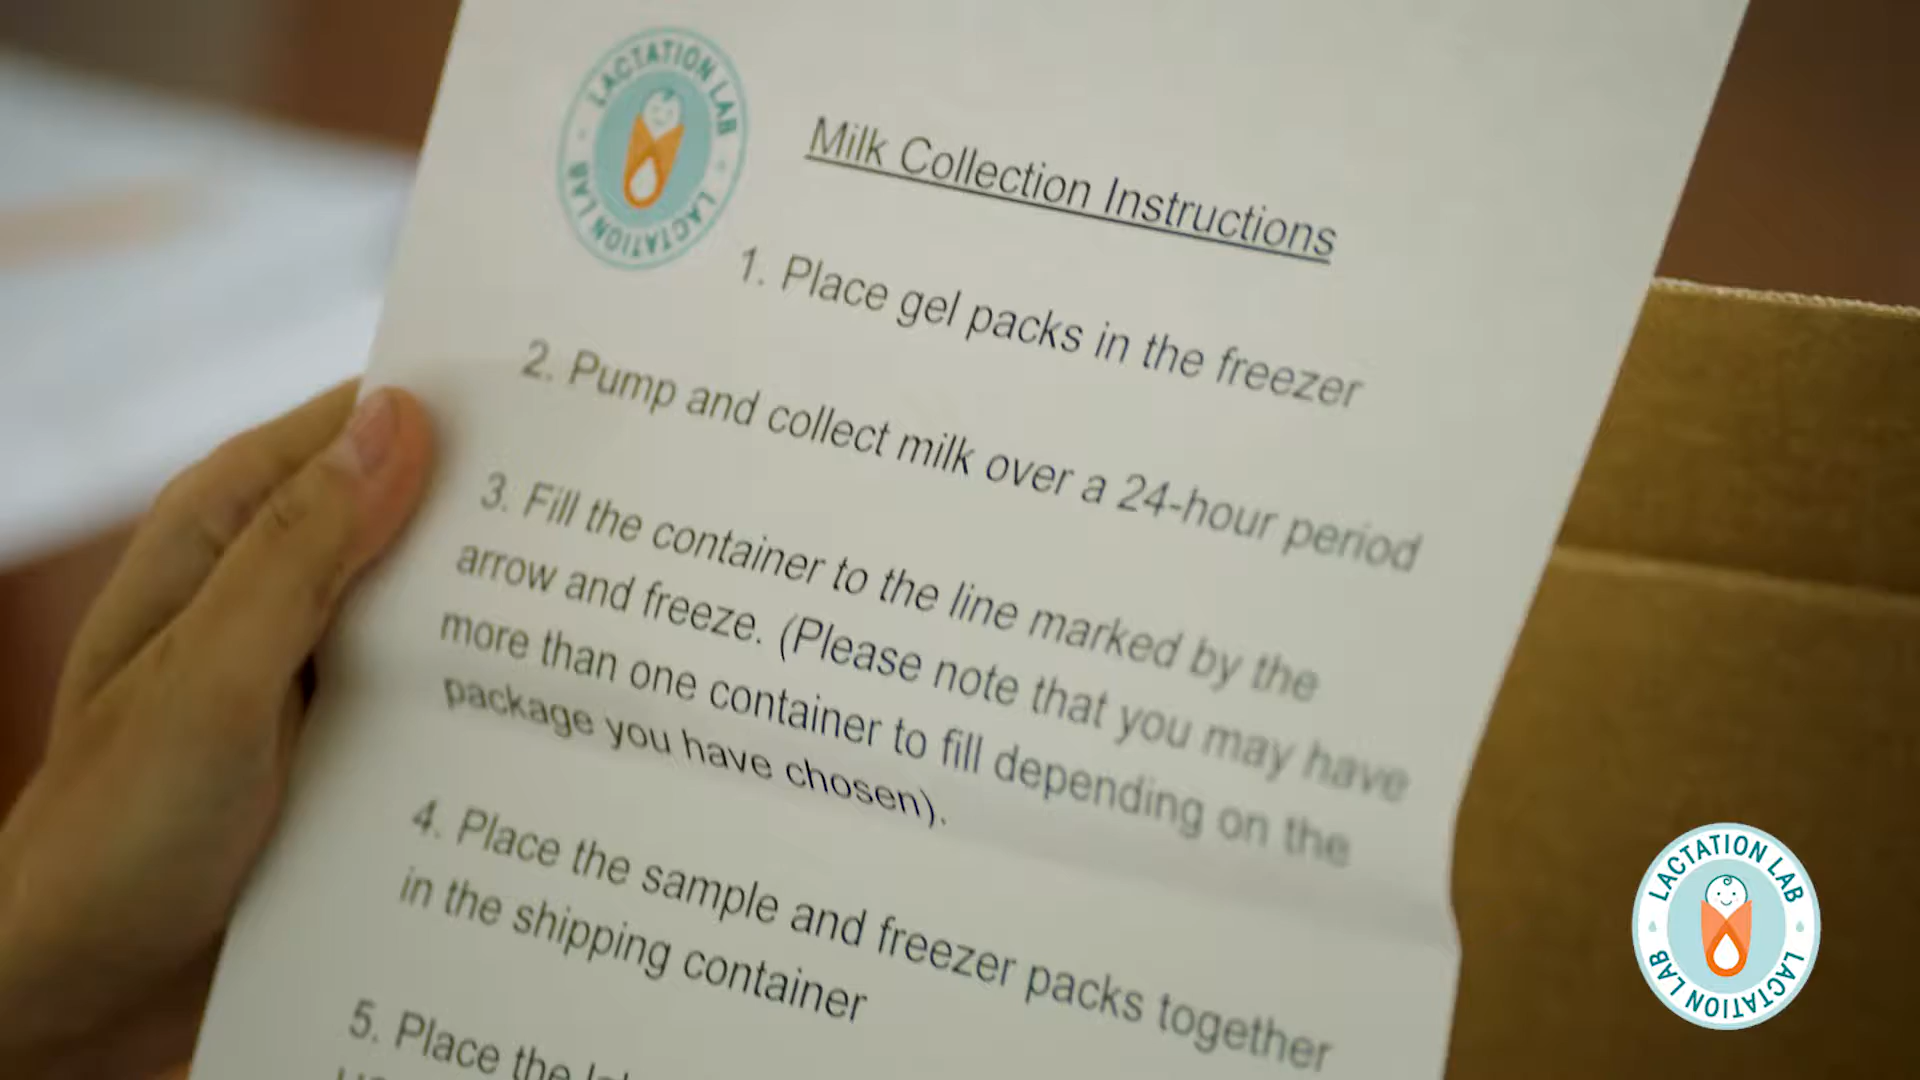 LACTATION LAB
LACTATION LAB
Milk Collection Instructions
1. Place gel packs in the freezer
2. Pump and collect milk over a 24-hour period
3. Fill the container to the line marked by the
arrow and freeze. (Please note that you may have
more than one container to fill depending on the
package you have chosen).
4. Place the sample and freezer packs together
in the shipping container
5. Place the
LACTATION LAB
LACTATION LAB